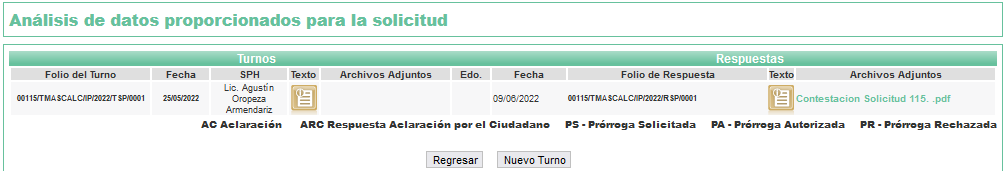 Análisis de datos proporcionados para la solicitud
Turnos Respuestas
Folio del Turno Fecha SPH Texto Archivos Adjuntos Edo. Fecha Folio de Respuesta Texto Archivos Adjuntos
00115/TMASCALC/IP/2022/TSP/0001 25/05/2022 Lic. Agustín Oropeza Armendariz 09/06/2022 00115/TMASCALC/IP/2022/RSP/0001 Contestacion Solicitud 115. .pdf
AC Aclaración ARC Respuesta Aclaración por el Ciudadano PS - Prórroga Solicitada PA - Prórroga Autorizada PR - Prórroga Rechazada
Regresar Nuevo Turno